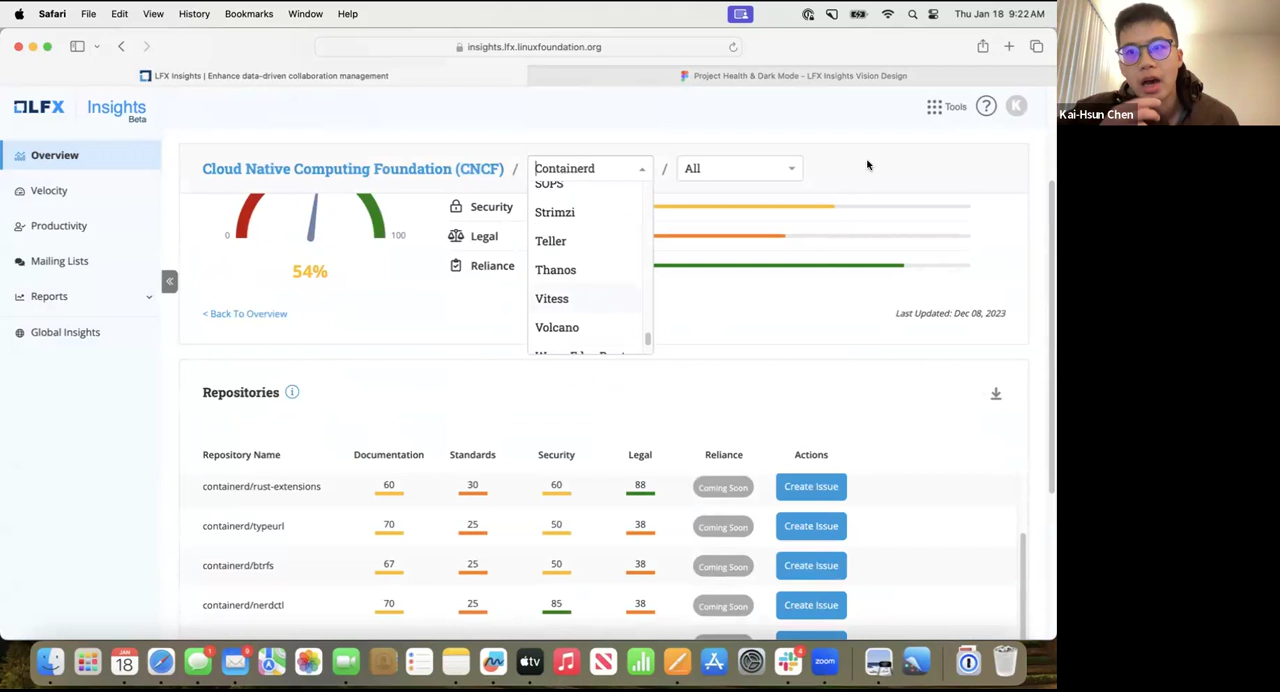 Safari File Edit View History Bookmarks Window Help Thu Jan 18 9:22 AM
insights.lfx.linuxfoundation.org
LFX Insights | Enhance data-driven collaboration management
Project Health & Dark Mode – LFX Insights Vision Design
LFX Insights
Beta
Tools ? K
Kai-Hsun Chen
Overview
Velocity
Productivity
Mailing Lists
Reports
Global Insights
Cloud Native Computing Foundation (CNCF) / Containerd / All
SOPS
Strimzi
Teller
Thanos
Vitess
Volcano
0 100
54%
Security
Legal
Reliance
< Back To Overview
Last Updated: Dec 08, 2023
Repositories
Repository Name Documentation Standards Security Legal Reliance Actions
containerd/rust-extensions 60 30 60 88 Coming Soon Create Issue
containerd/typeurl 70 25 50 38 Coming Soon Create Issue
containerd/btrfs 67 25 50 38 Coming Soon Create Issue
containerd/nerdctl 70 25 85 38 Coming Soon Create Issue
JAN
18
1
9
tv
4
zoom